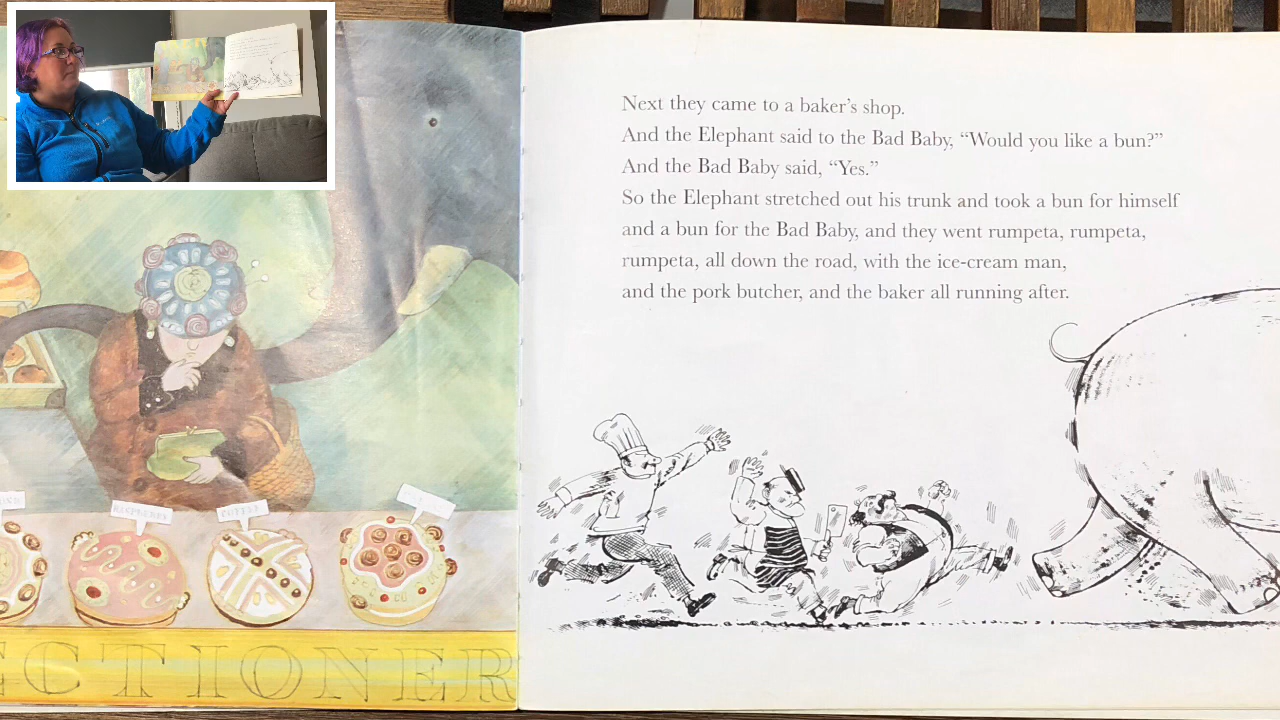 Next they came to a baker's shop.
And the Elephant said to the Bad Baby, “Would you like a bun?”
And the Bad Baby said, “Yes.”
So the Elephant stretched out his trunk and took a bun for himself
and a bun for the Bad Baby, and they went rumpeta, rumpeta,
rumpeta, all down the road, with the ice-cream man,
and the pork butcher, and the baker all running after.
RASPBERRY
COFFEE
ECTIONER